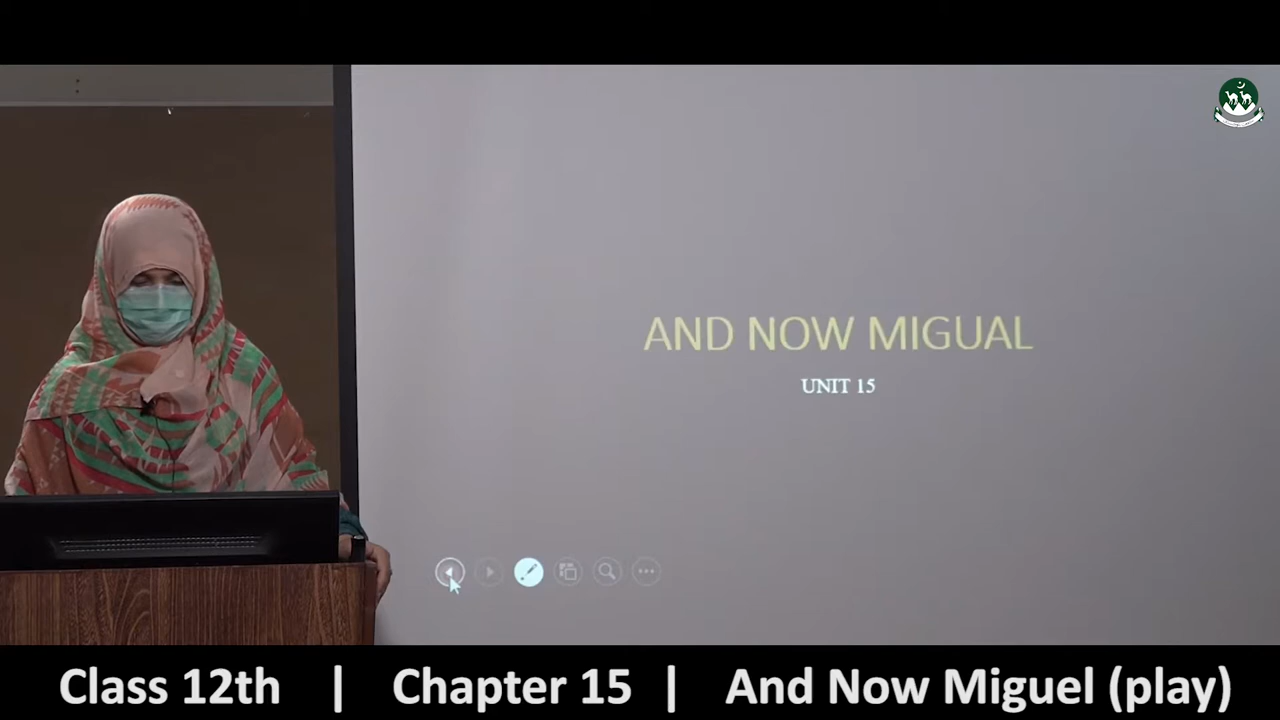 AND NOW MIGUAL
UNIT 15
Class 12th | Chapter 15 | And Now Miguel (play)